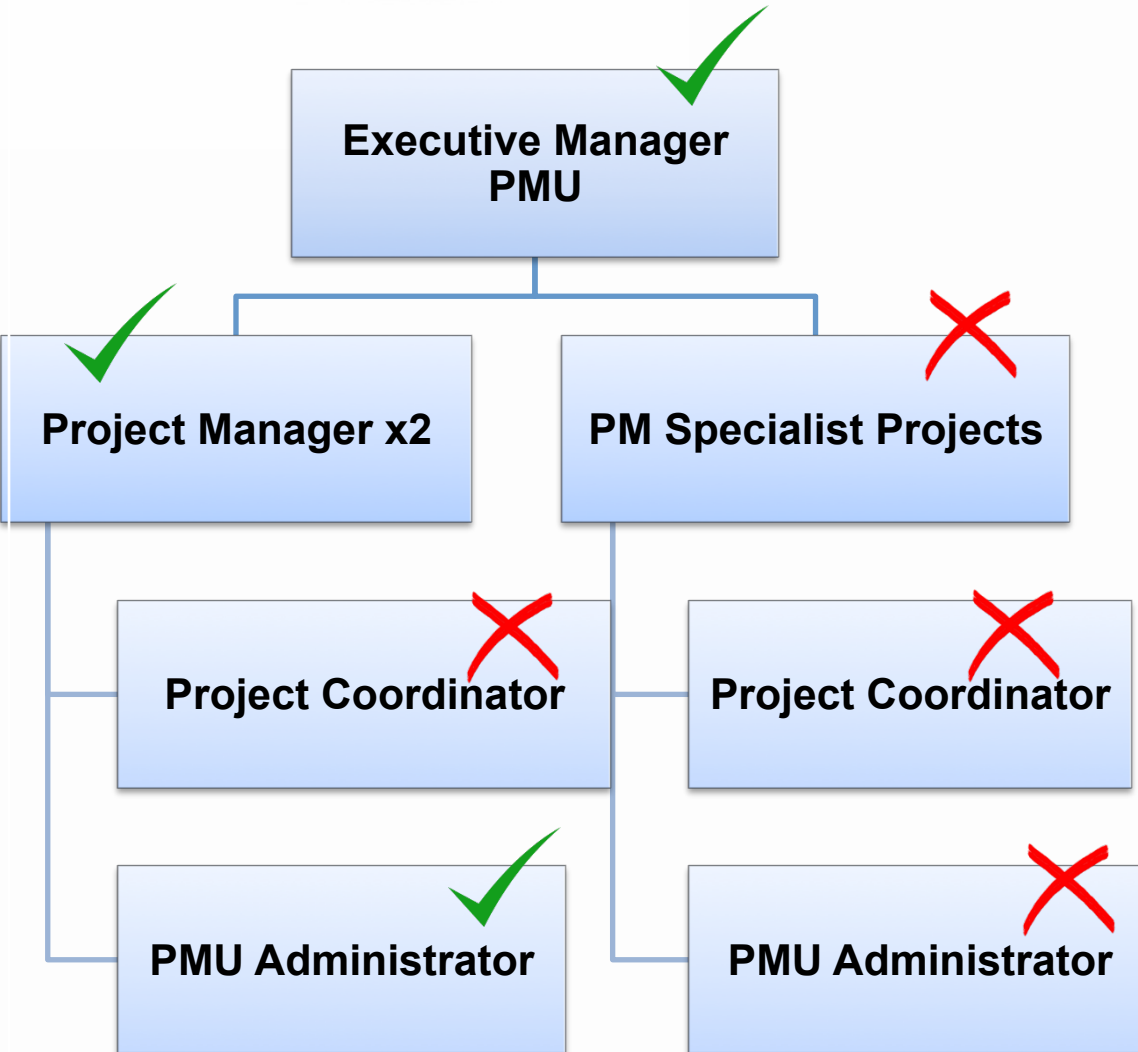 Executive Manager
PMU
Project Manager x2
PM Specialist Projects
Project Coordinator
Project Coordinator
PMU Administrator
PMU Administrator